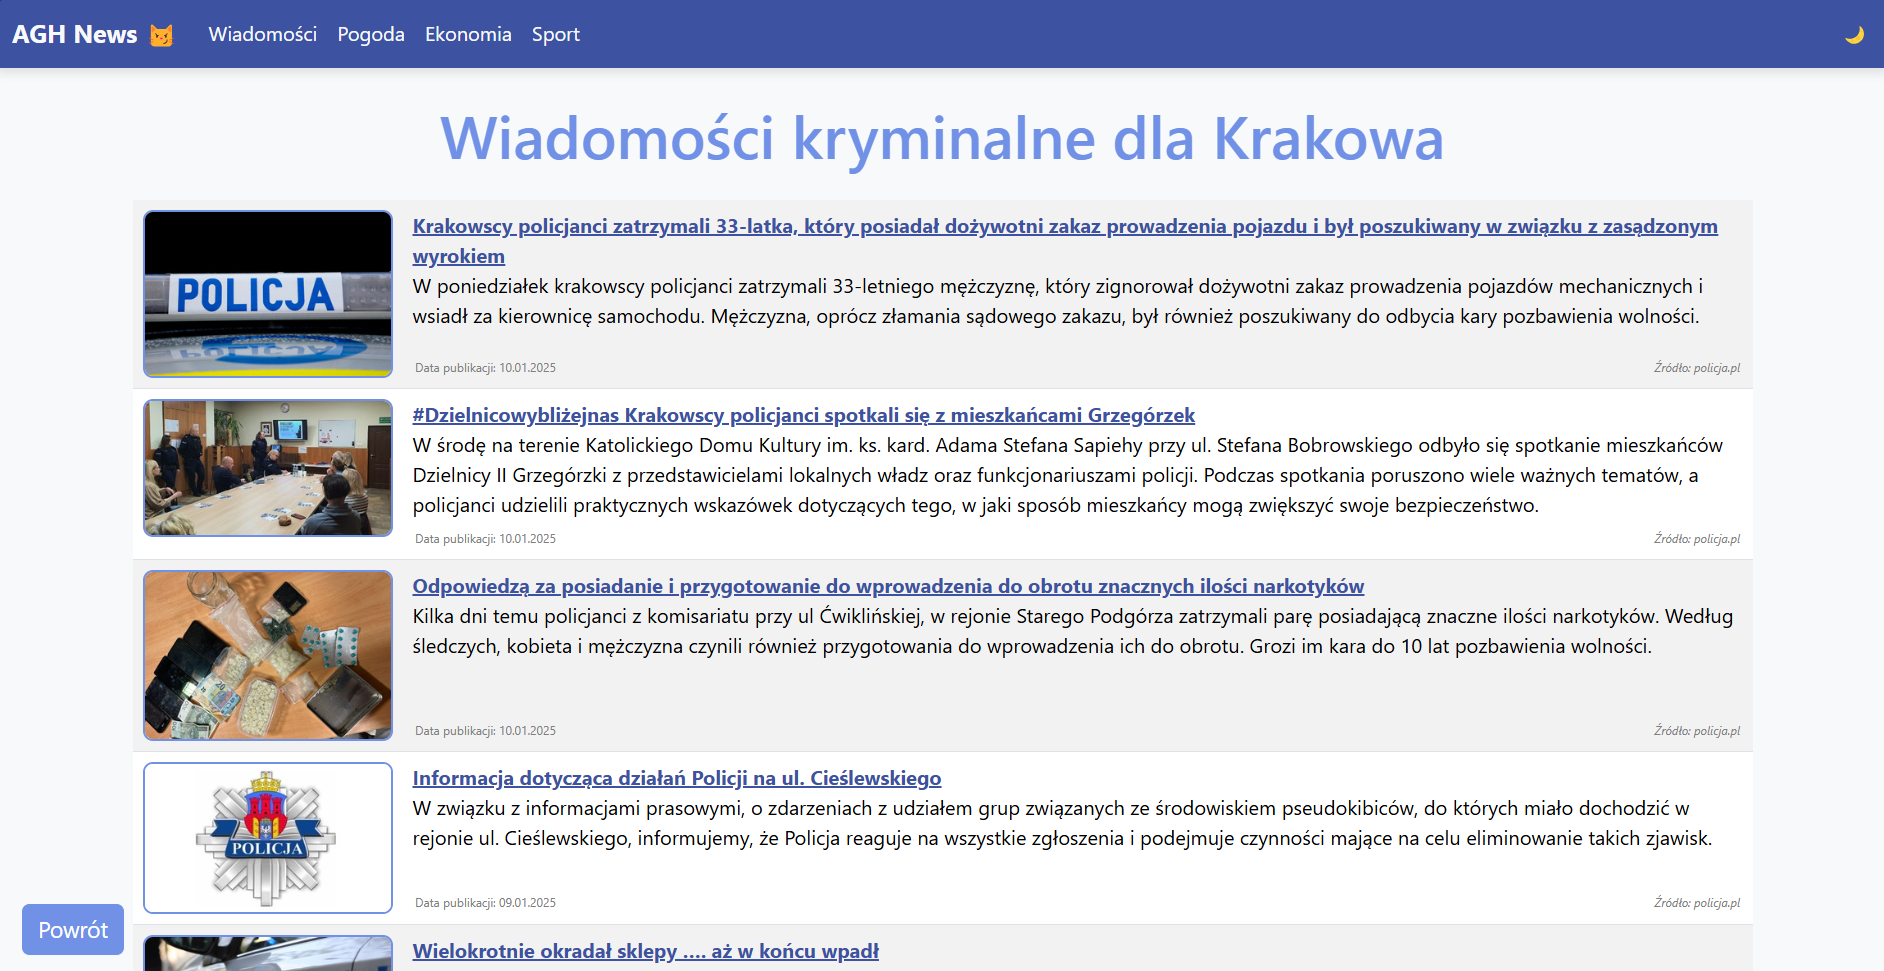 AGH News
Wiadomości Pogoda Ekonomia Sport
Wiadomości kryminalne dla Krakowa
POLICJA
Krakowscy policjanci zatrzymali 33-latka, który posiadał dożywotni zakaz prowadzenia pojazdu i był poszukiwany w związku z zasądzonym
wyrokiem
W poniedziałek krakowscy policjanci zatrzymali 33-letniego mężczyznę, który zignorował dożywotni zakaz prowadzenia pojazdów mechanicznych i
wsiadł za kierownicę samochodu. Mężczyzna, oprócz złamania sądowego zakazu, był również poszukiwany do odbycia kary pozbawienia wolności.
Data publikacji: 10.01.2025
Źródło: policja.pl
#Dzielnicowybliżejnas Krakowscy policjanci spotkali się z mieszkańcami Grzegórzek
W środę na terenie Katolickiego Domu Kultury im. ks. kard. Adama Stefana Sapiehy przy ul. Stefana Bobrowskiego odbyło się spotkanie mieszkańców
Dzielnicy II Grzegórzki z przedstawicielami lokalnych władz oraz funkcjonariuszami policji. Podczas spotkania poruszono wiele ważnych tematów, a
policjanci udzielili praktycznych wskazówek dotyczących tego, w jaki sposób mieszkańcy mogą zwiększyć swoje bezpieczeństwo.
Data publikacji: 10.01.2025
Źródło: policja.pl
Odpowiedzą za posiadanie i przygotowanie do wprowadzenia do obrotu znacznych ilości narkotyków
Kilka dni temu policjanci z komisariatu przy ul Ćwiklińskiej, w rejonie Starego Podgórza zatrzymali parę posiadającą znaczne ilości narkotyków. Według
śledczych, kobieta i mężczyzna czynili również przygotowania do wprowadzenia ich do obrotu. Grozi im kara do 10 lat pozbawienia wolności.
Data publikacji: 10.01.2025
Źródło: policja.pl
POLICJA
Informacja dotycząca działań Policji na ul. Cieślewskiego
W związku z informacjami prasowymi, o zdarzeniach z udziałem grup związanych ze środowiskiem pseudokibiców, do których miało dochodzić w
rejonie ul. Cieślewskiego, informujemy, że Policja reaguje na wszystkie zgłoszenia i podejmuje czynności mające na celu eliminowanie takich zjawisk.
Data publikacji: 09.01.2025
Źródło: policja.pl
Powrót
Wielokrotnie okradał sklepy .... aż w końcu wpadł